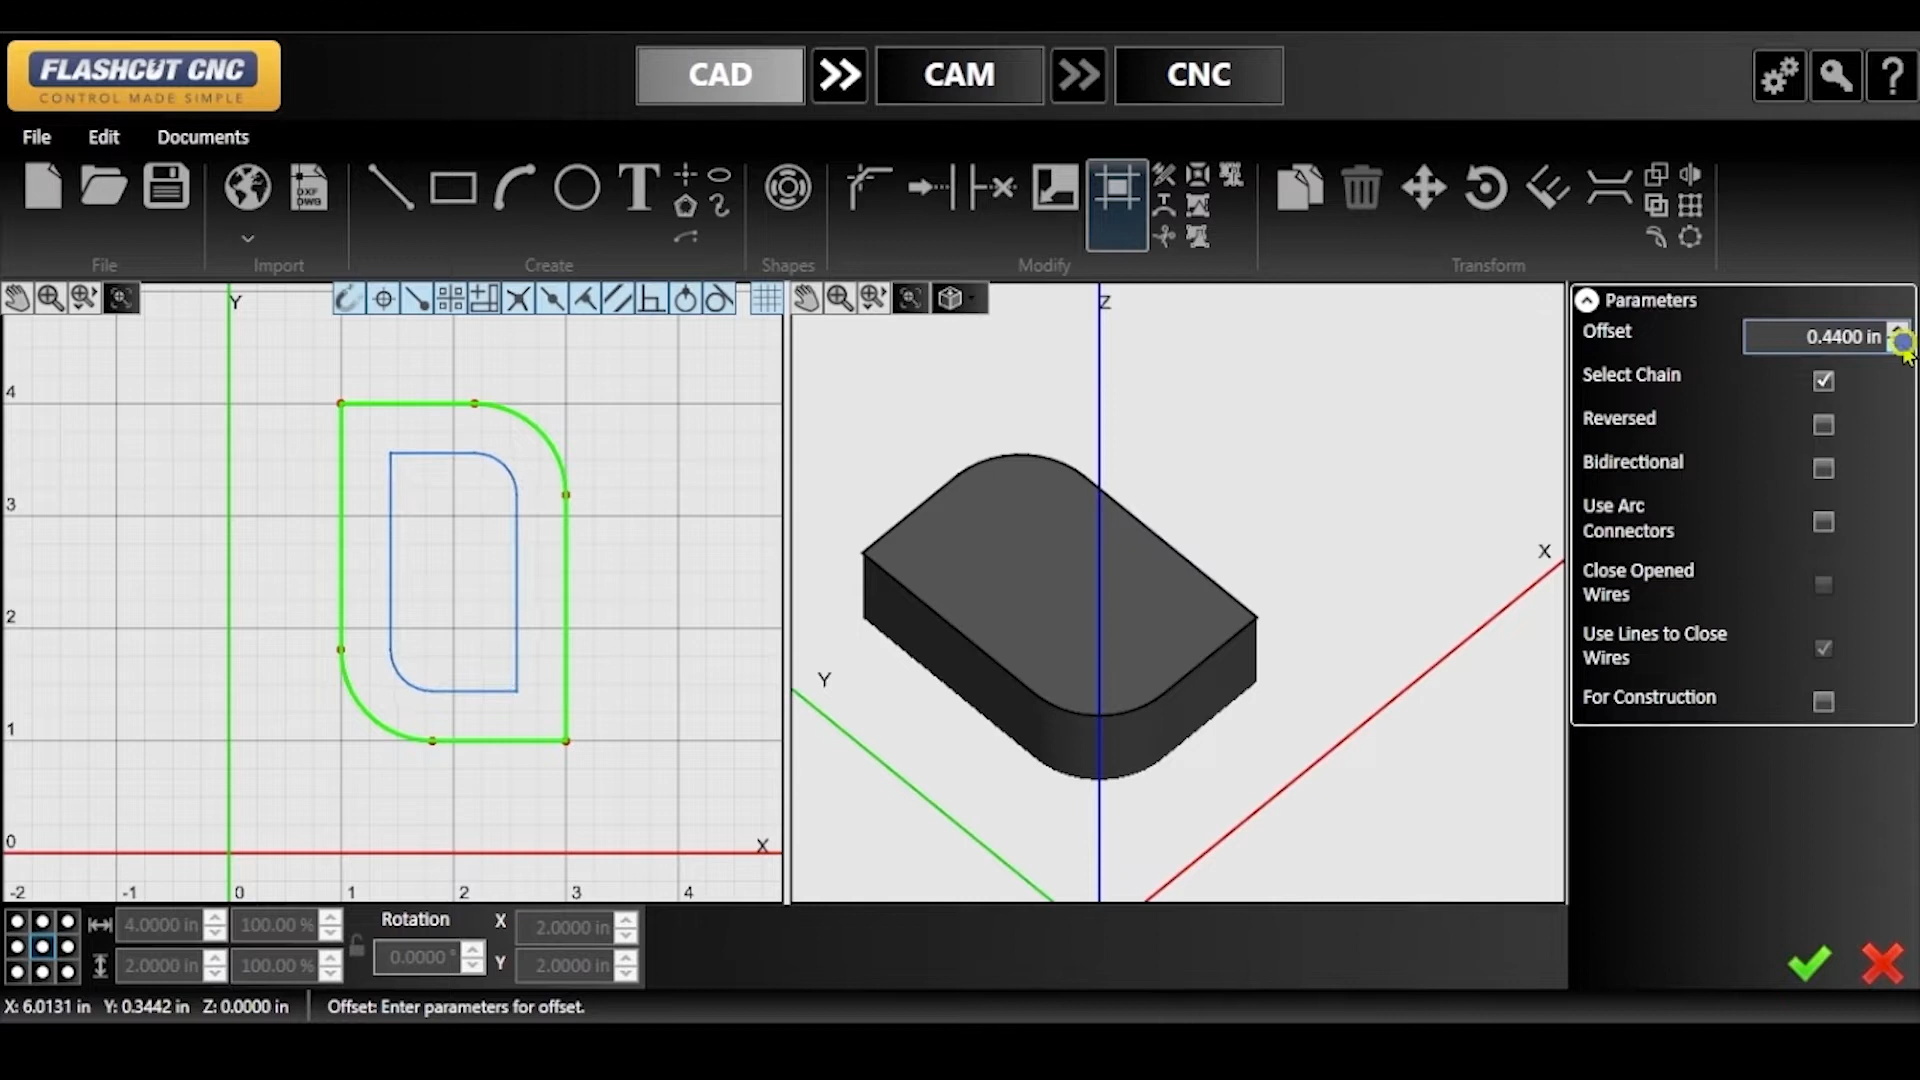 FLASHCUT CNC
CONTROL MADE SIMPLE
CAD
CAM
CNC
File
Edit
Documents
DXF
DWG
File
Import
Create
Shapes
Modify
Transform
Y
X
4
3
2
1
0
-2
-1
0
1
2
3
4
Z
X
Y
Parameters
Offset
0.4400 in
Select Chain
Reversed
Bidirectional
Use Arc
Connectors
Close Opened
Wires
Use Lines to Close
Wires
For Construction
4.0000 in
100.00 %
Rotation
X
2.0000 in
2.0000 in
100.00 %
0.0000 °
Y
2.0000 in
X: 6.0131 in Y: 0.3442 in Z: 0.0000 in
Offset: Enter parameters for offset.